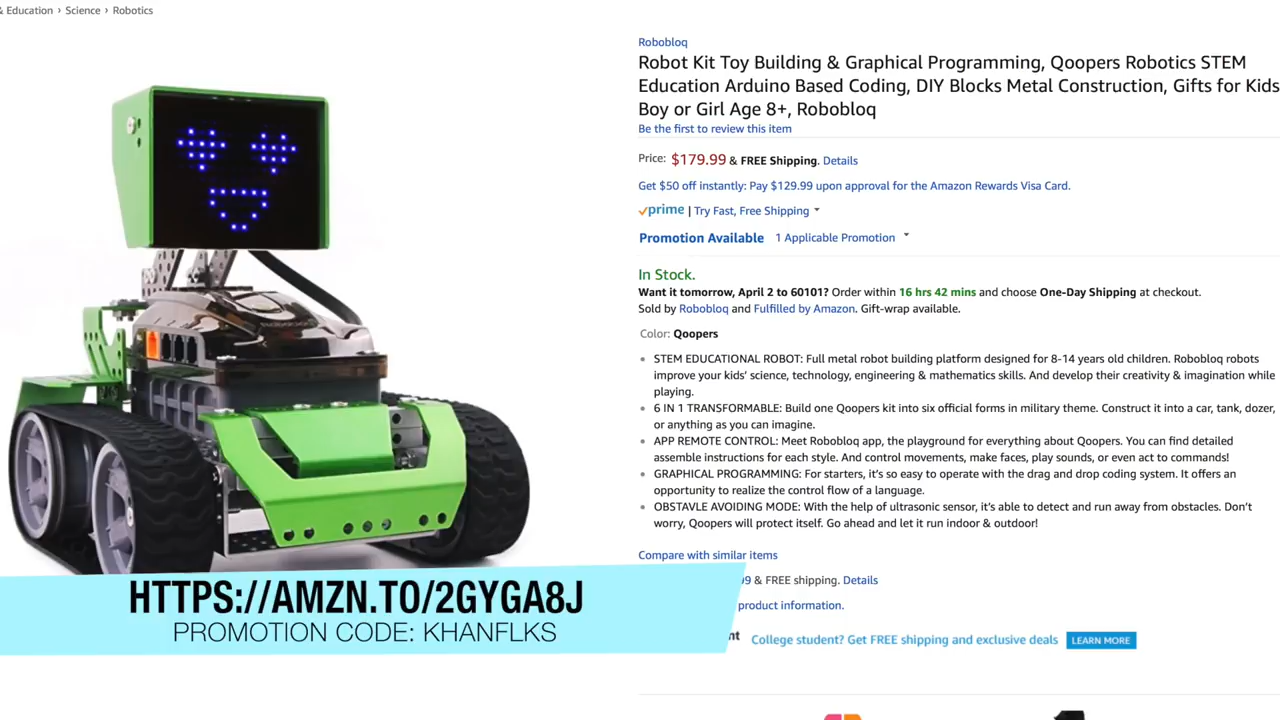 & Education › Science › Robotics
Robobloq
Robot Kit Toy Building & Graphical Programming, Qoopers Robotics STEM
Education Arduino Based Coding, DIY Blocks Metal Construction, Gifts for Kids
Boy or Girl Age 8+, Robobloq
Be the first to review this item
Price: $179.99 & FREE Shipping. Details
Get $50 off instantly: Pay $129.99 upon approval for the Amazon Rewards Visa Card.
prime | Try Fast, Free Shipping
Promotion Available 1 Applicable Promotion
In Stock.
Want it tomorrow, April 2 to 60101? Order within 16 hrs 42 mins and choose One-Day Shipping at checkout.
Sold by Robobloq and Fulfilled by Amazon. Gift-wrap available.
Color: Qoopers
• STEM EDUCATIONAL ROBOT: Full metal robot building platform designed for 8-14 years old children. Robobloq robots
improve your kids' science, technology, engineering & mathematics skills. And develop their creativity & imagination while
playing.
• 6 IN 1 TRANSFORMABLE: Build one Qoopers kit into six official forms in military theme. Construct it into a car, tank, dozer,
or anything as you can imagine.
• APP REMOTE CONTROL: Meet Robobloq app, the playground for everything about Qoopers. You can find detailed
assemble instructions for each style. And control movements, make faces, play sounds, or even act to commands!
• GRAPHICAL PROGRAMMING: For starters, it's so easy to operate with the drag and drop coding system. It offers an
opportunity to realize the control flow of a language.
• OBSTAVLE AVOIDING MODE: With the help of ultrasonic sensor, it's able to detect and run away from obstacles. Don't
worry, Qoopers will protect itself. Go ahead and let it run indoor & outdoor!
Compare with similar items
99 & FREE shipping. Details
product information.
nt College student? Get FREE shipping and exclusive deals LEARN MORE
HTTPS://AMZN.TO/2GYGA8J
PROMOTION CODE: KHANFLKS